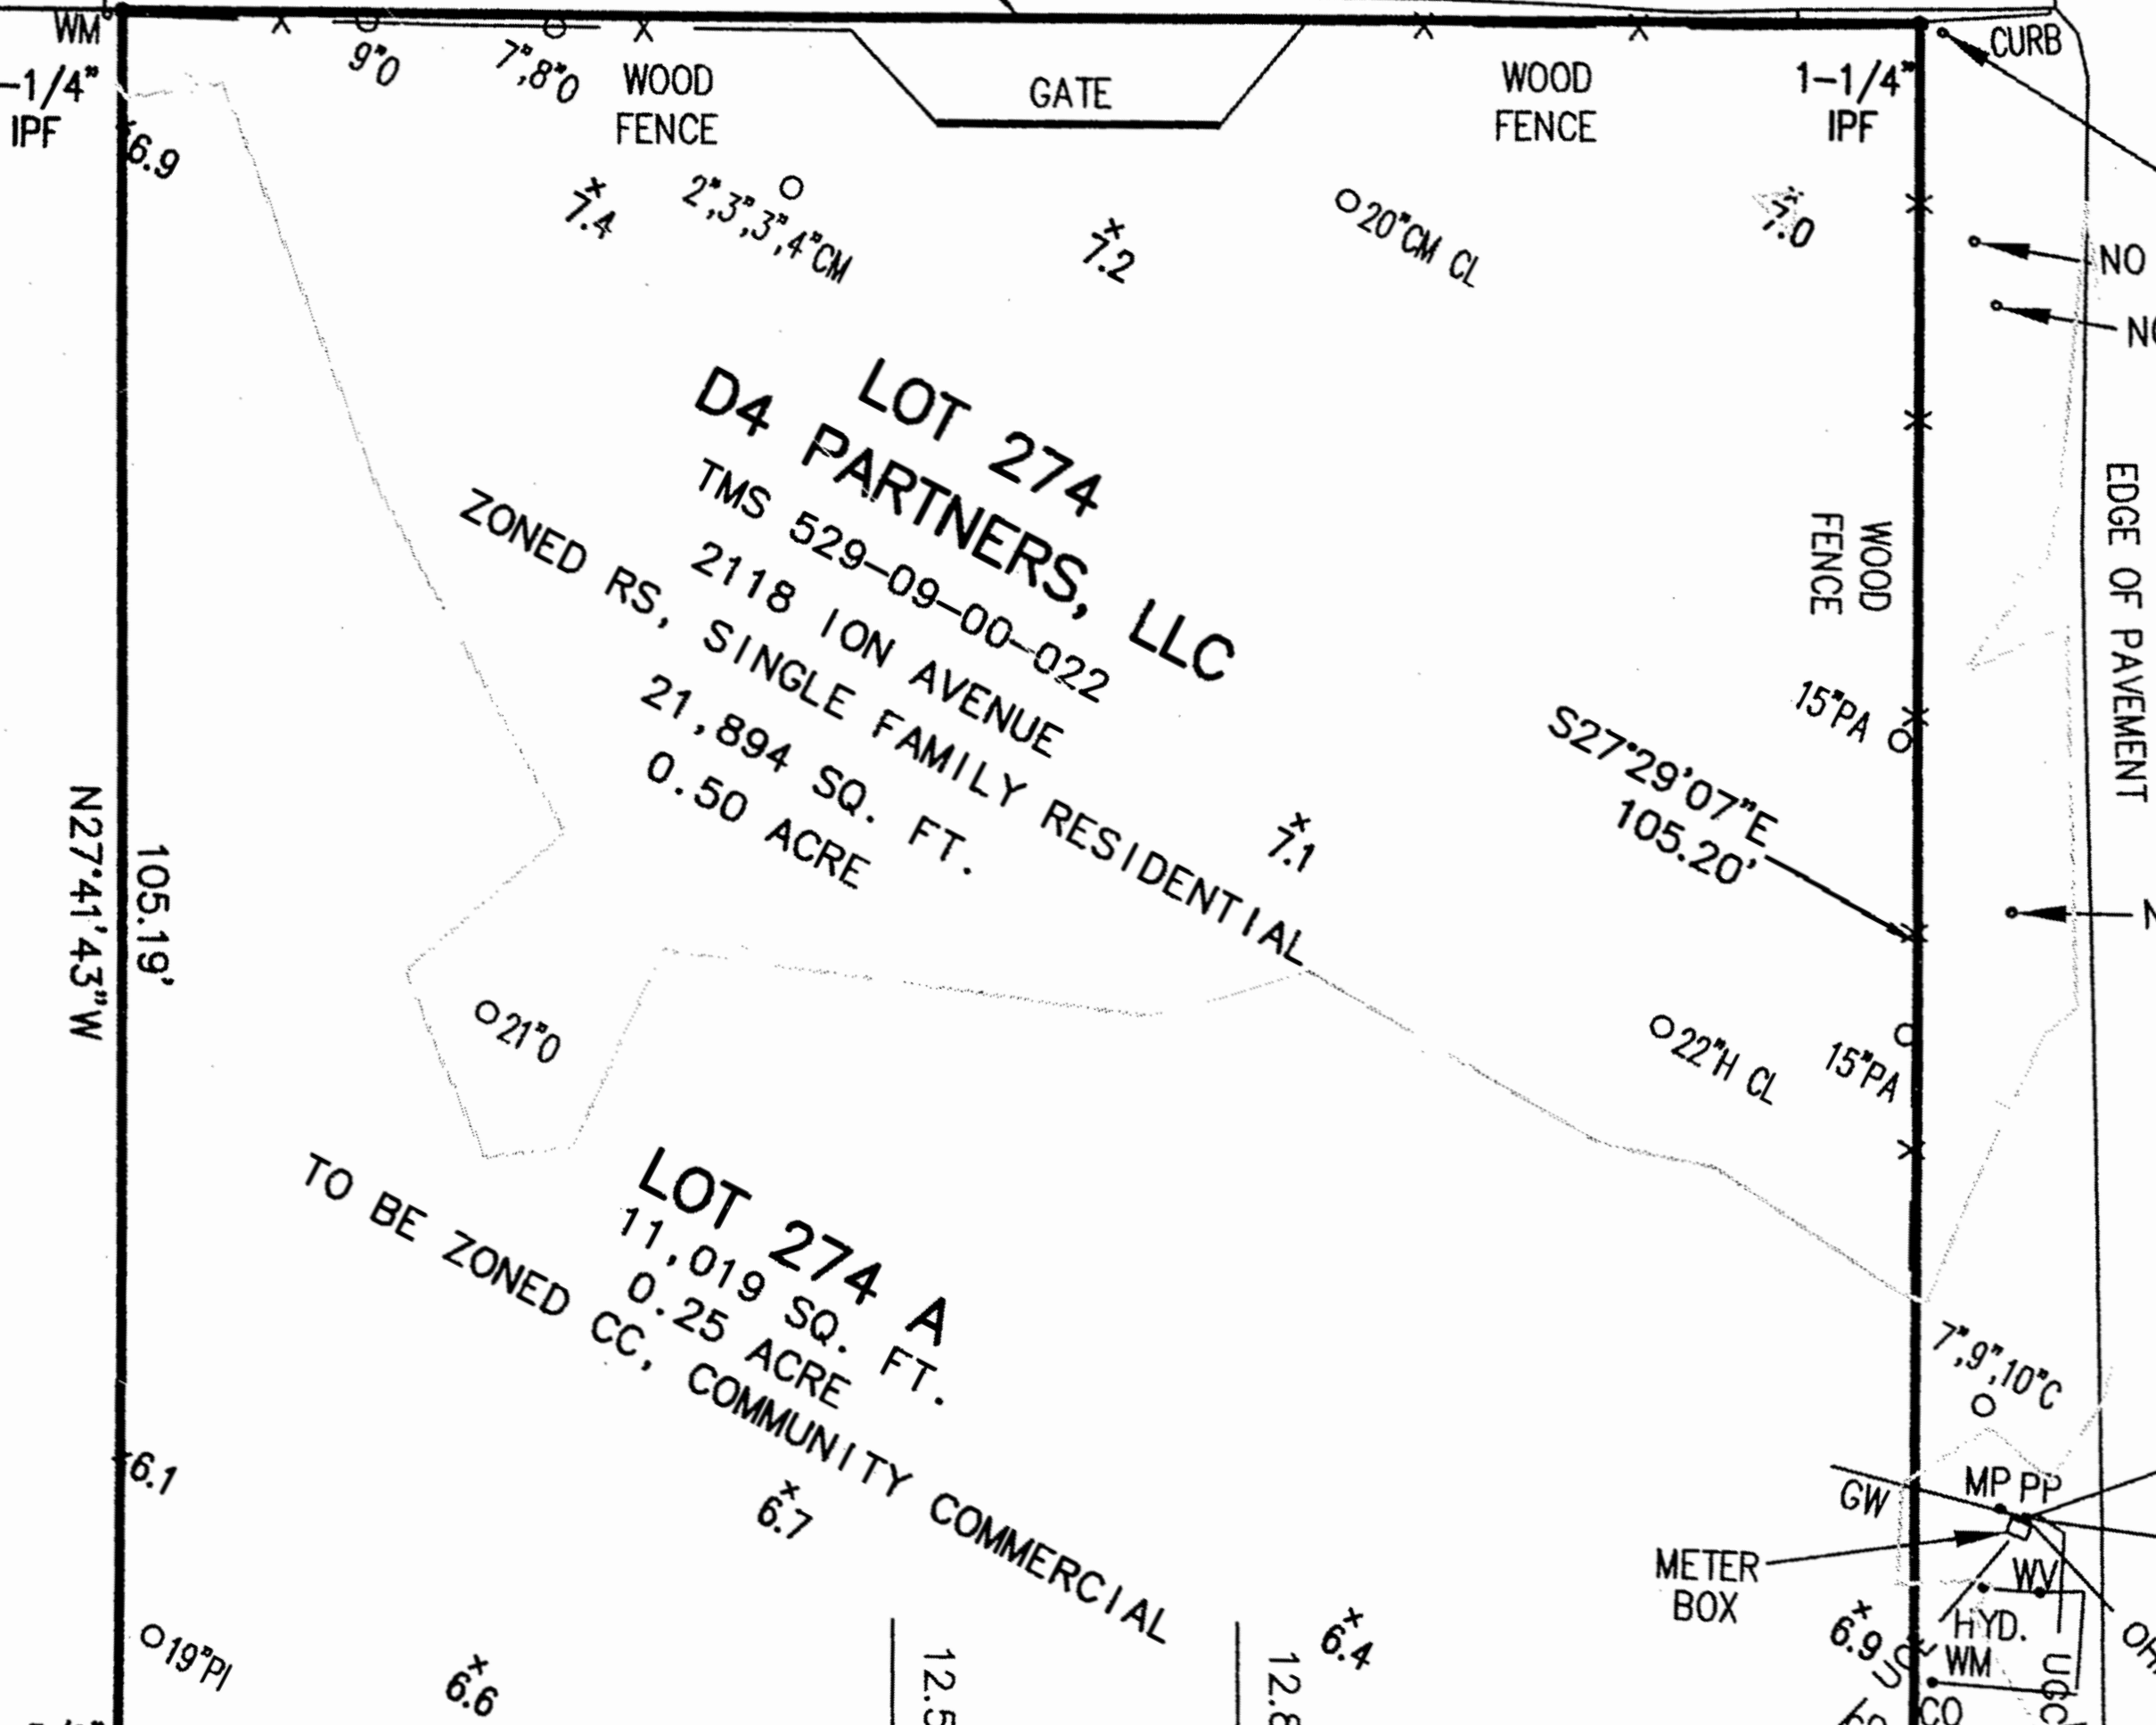 WM
-1/4"
IPF
9"O
7",8"O
WOOD
FENCE
GATE
WOOD
FENCE
1-1/4"
IPF
CURB
6.9
7.4
2",3",3",4"CM
7.2
20"CM CL
7.0
NO
LOT 274
D4 PARTNERS, LLC
TMS 529-09-00-022
2118 ION AVENUE
ZONED RS, SINGLE FAMILY RESIDENTIAL
21,894 SQ. FT.
0.50 ACRE
WOOD
FENCE
EDGE OF PAVEMENT
15"PA
S27°29'07"E
105.20'
7.1
N27°41'43"W
105.19'
21"O
22"H CL
15"PA
LOT 274 A
11,019 SQ. FT.
0.25 ACRE
TO BE ZONED CC, COMMUNITY COMMERCIAL
7",9",10"C
6.1
6.7
GW
MP PP
METER
BOX
WV
HYD.
WM
6.9
6.4
19"PI
6.6
12.5
12.8
CO